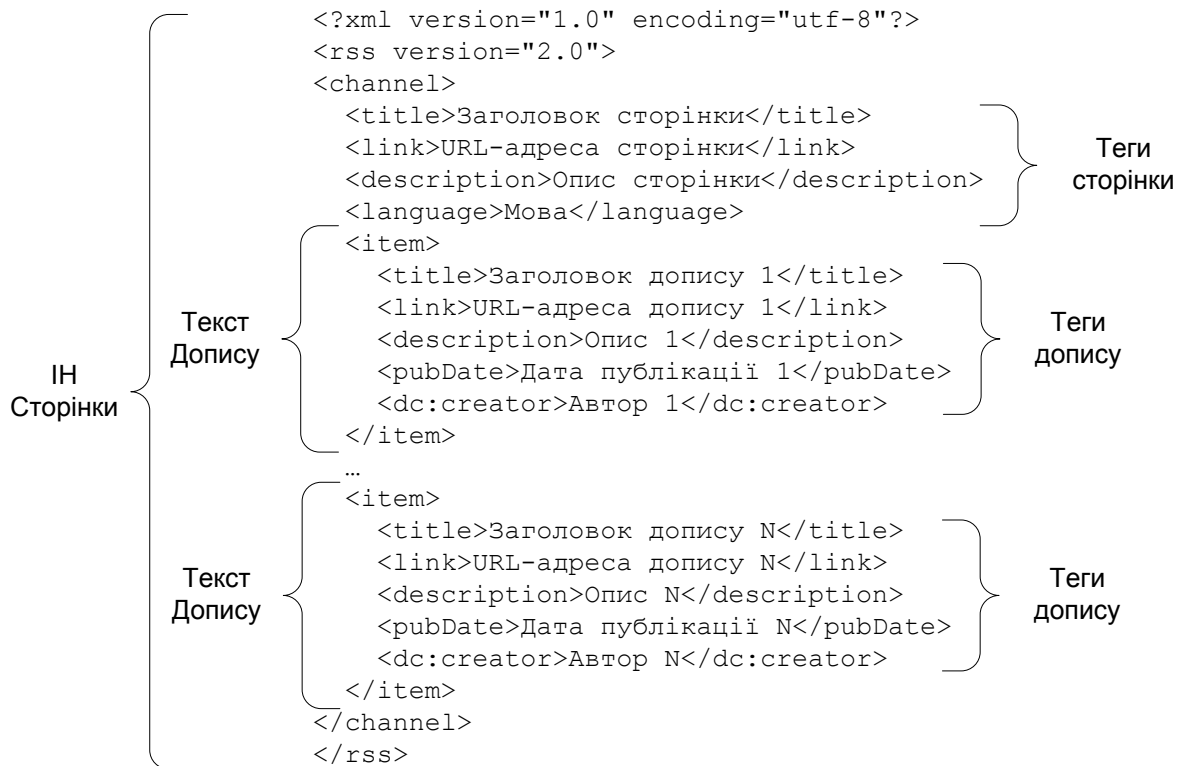 <?xml version="1.0" encoding="utf-8"?>
<rss version="2.0">
<channel>
<title>Заголовок сторінки</title>
<link>URL-адреса сторінки</link>
<description>Опис сторінки</description>
<language>Мова</language>
Теги
сторінки
<item>
<title>Заголовок допису 1</title>
<link>URL-адреса допису 1</link>
<description>Опис 1</description>
<pubDate>Дата публікації 1</pubDate>
<dc:creator>Автор 1</dc:creator>
</item>
Текст
Допису
Теги
допису
ІН
Сторінки
…
<item>
<title>Заголовок допису N</title>
<link>URL-адреса допису N</link>
<description>Опис N</description>
<pubDate>Дата публікації N</pubDate>
<dc:creator>Автор N</dc:creator>
</item>
Текст
Допису
Теги
допису
</channel>
</rss>